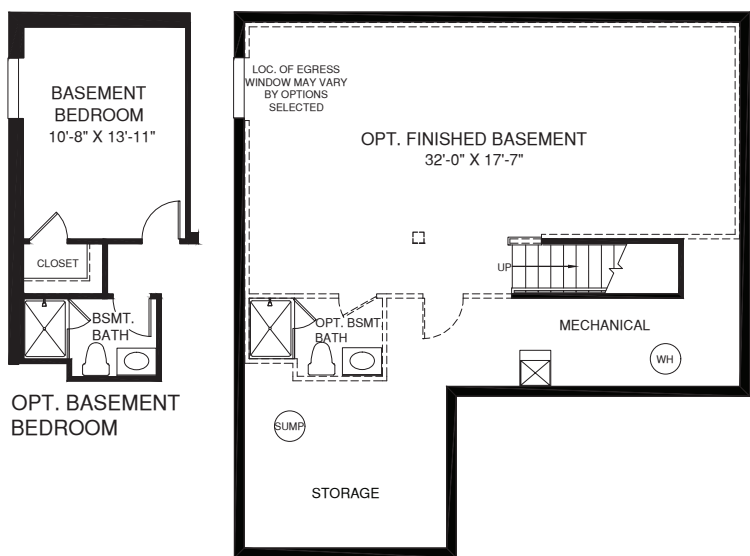 BASEMENT
BEDROOM
10'-8" X 13'-11"
CLOSET
BSMT.
BATH
OPT. BASEMENT
BEDROOM
LOC. OF EGRESS
WINDOW MAY VARY
BY OPTIONS
SELECTED
OPT. FINISHED BASEMENT
32'-0" X 17'-7"
UP
OPT. BSMT.
BATH
MECHANICAL
WH
SUMP
STORAGE